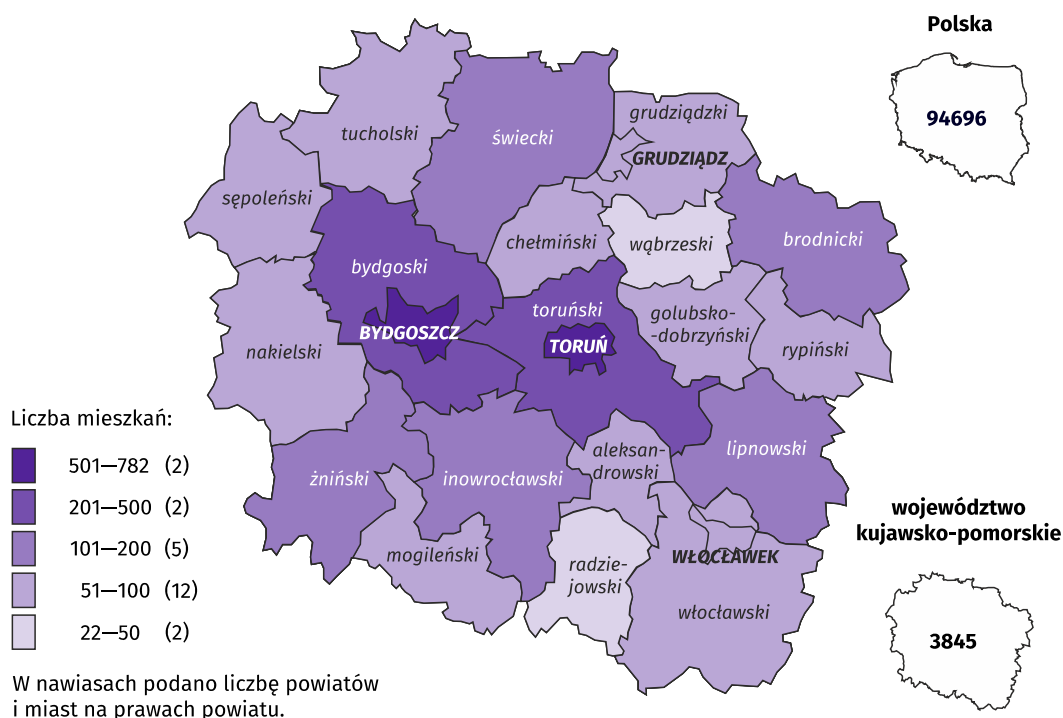 Polska
94696
grudziądzki
tucholski
świecki
GRUDZIĄDZ
sępoleński
chełmiński
wąbrzeski
brodnicki
bydgoski
toruński
golubsko-
-dobrzyński
BYDGOSZCZ
TORUŃ
nakielski
rypiński
Liczba mieszkań:
501—782 (2)
201—500 (2)
101—200 (5)
51—100 (12)
22—50 (2)
aleksan-
drowski
lipnowski
żniński
inowrocławski
mogileński
radzie-
jowski
WŁOCŁAWEK
włocławski
województwo
kujawsko-pomorskie
3845
W nawiasach podano liczbę powiatów
i miast na prawach powiatu.